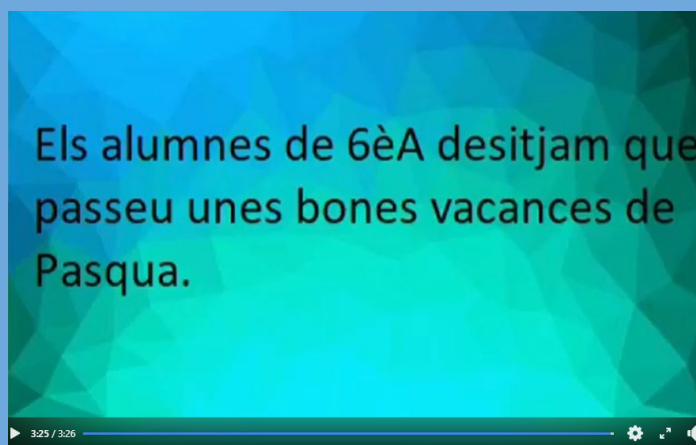 Els alumnes de 6èA desitjam que
passeu unes bones vacances de
Pasqua.
3:25 / 3:26